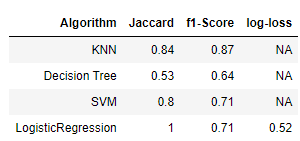 Algorithm Jaccard f1-Score log-loss
KNN 0.84 0.87 NA
Decision Tree 0.53 0.64 NA
SVM 0.8 0.71 NA
LogisticRegression 1 0.71 0.52